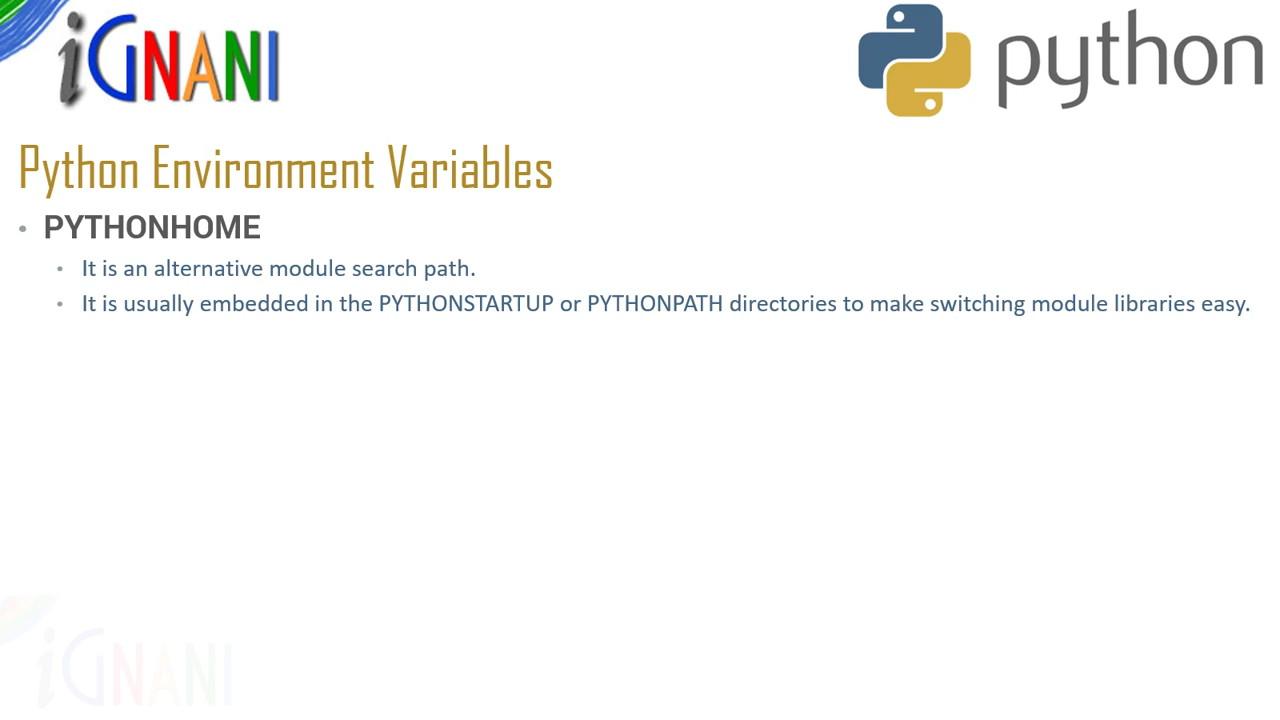 iGNANI
python
Python Environment Variables
• PYTHONHOME
• It is an alternative module search path.
• It is usually embedded in the PYTHONSTARTUP or PYTHONPATH directories to make switching module libraries easy.
iGNANI